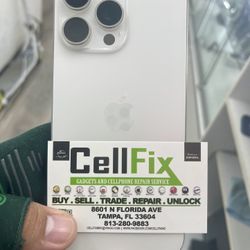 CellFix
GADGETS AND CELLPHONE REPAIR SERVICE
BUY . SELL . TRADE . REPAIR . UNLOCK
8601 N FLORIDA AVE
TAMPA, FL 33604
813-280-9883